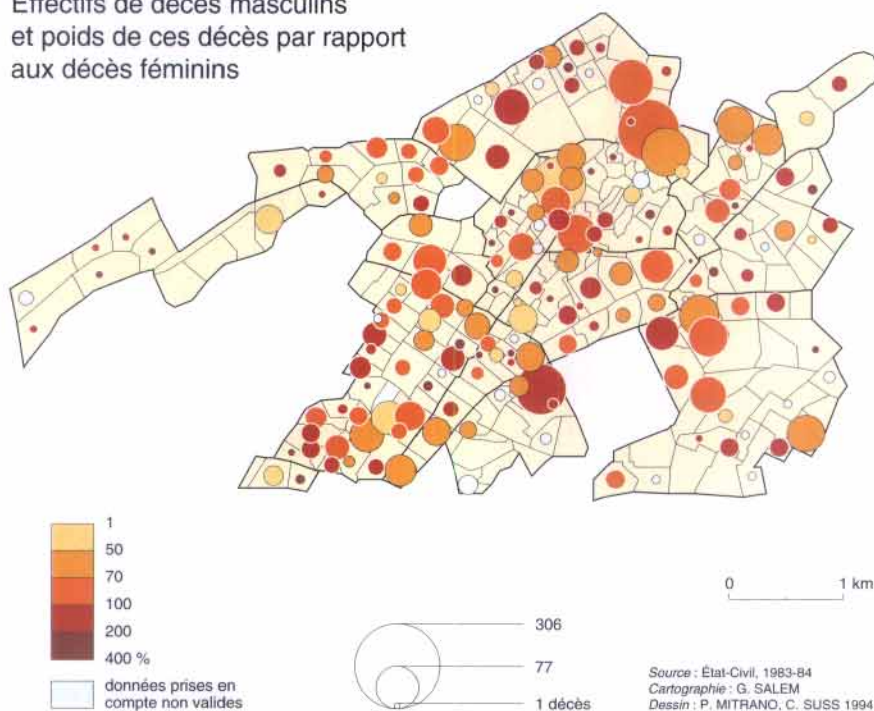 Effectifs de décès masculins
et poids de ces décès par rapport
aux décès féminins
1
50
70
100
200
400 %
données prises en
compte non valides
306
77
1 décès
0 1 km
Source : État-Civil, 1983-84
Cartographie : G. SALEM
Dessin : P. MITRANO, C. SUSS 1994